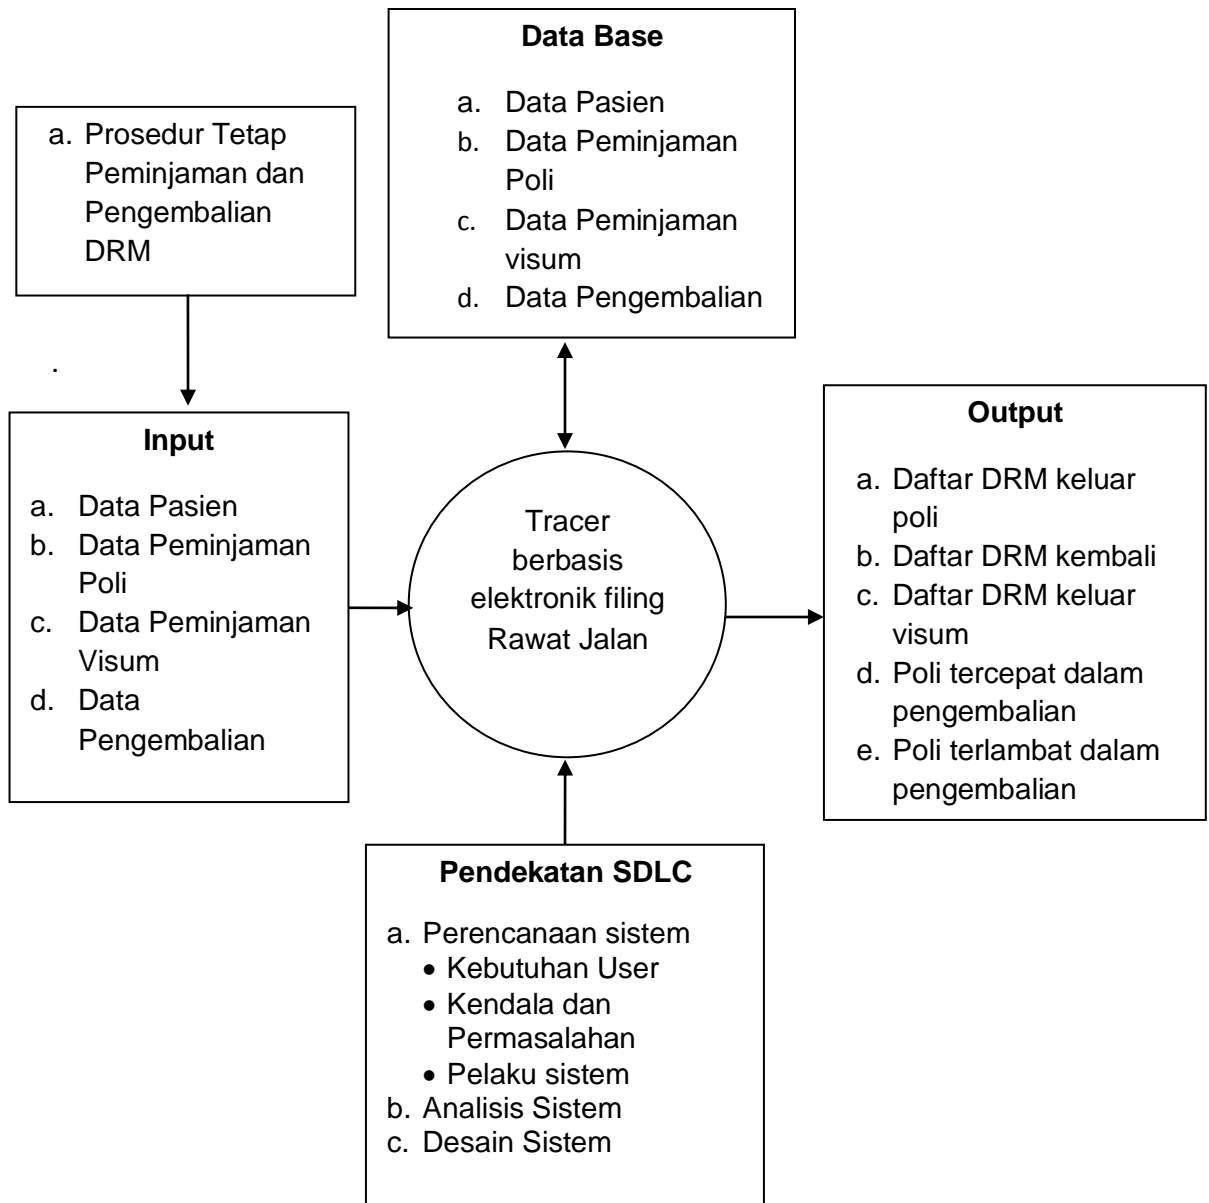 Data Base
a. Data Pasien
b. Data Peminjaman
Poli
c. Data Peminjaman
visum
d. Data Pengembalian
a. Prosedur Tetap
Peminjaman dan
Pengembalian
DRM
.
Input
a. Data Pasien
b. Data Peminjaman
Poli
c. Data Peminjaman
Visum
d. Data
Pengembalian
Tracer
berbasis
elektronik filing
Rawat Jalan
Output
a. Daftar DRM keluar
poli
b. Daftar DRM kembali
c. Daftar DRM keluar
visum
d. Poli tercepat dalam
pengembalian
e. Poli terlambat dalam
pengembalian
Pendekatan SDLC
a. Perencanaan sistem
• Kebutuhan User
• Kendala dan
Permasalahan
• Pelaku sistem
b. Analisis Sistem
c. Desain Sistem